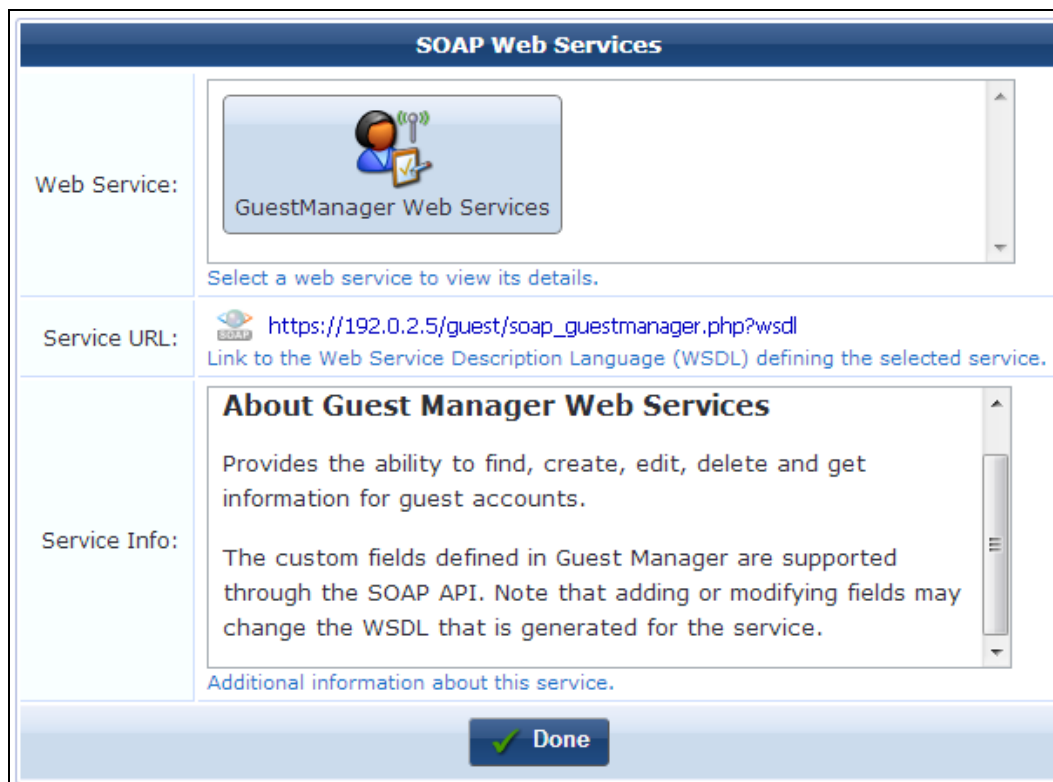 SOAP Web Services
Web Service:
GuestManager Web Services
Select a web service to view its details.
Service URL:
SOAP
https://192.0.2.5/guest/soap_guestmanager.php?wsdl
Link to the Web Service Description Language (WSDL) defining the selected service.
Service Info:
About Guest Manager Web Services
Provides the ability to find, create, edit, delete and get
information for guest accounts.
The custom fields defined in Guest Manager are supported
through the SOAP API. Note that adding or modifying fields may
change the WSDL that is generated for the service.
Additional information about this service.
Done